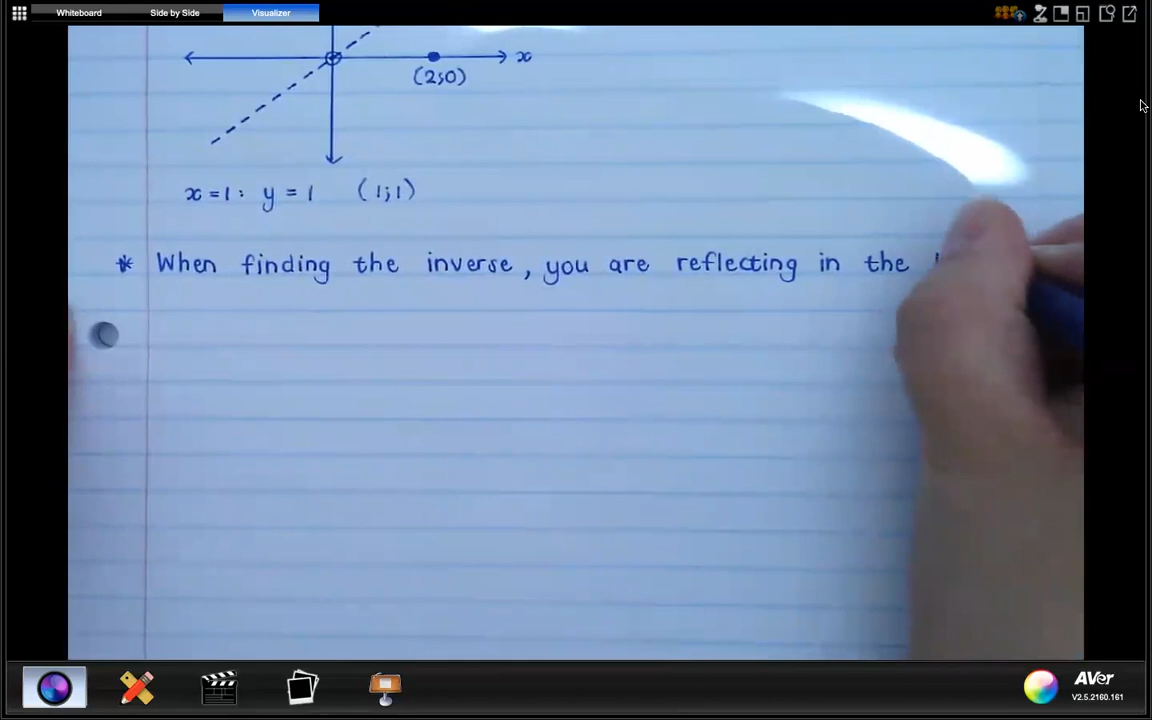 Whiteboard Side by Side Visualizer
x
(2;0)
x = 1 : y = 1 (1;1)
* When finding the inverse, you are reflecting in the
AVer
V2.5.2160.161